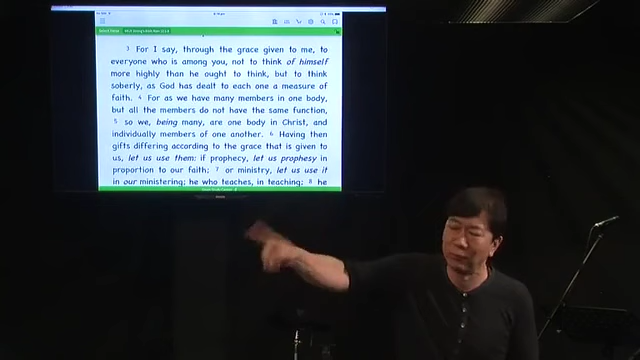 3 For I say, through the grace given to me, to
everyone who is among you, not to think of himself
more highly than he ought to think, but to think
soberly, as God has dealt to each one a measure of
faith. 4 For as we have many members in one body,
but all the members do not have the same function,
5 so we, being many, are one body in Christ, and
individually members of one another. 6 Having then
gifts differing according to the grace that is given to
us, let us use them: if prophecy, let us prophesy in
proportion to our faith; 7 or ministry, let us use it
in our ministering; he who teaches, in teaching; 8 he